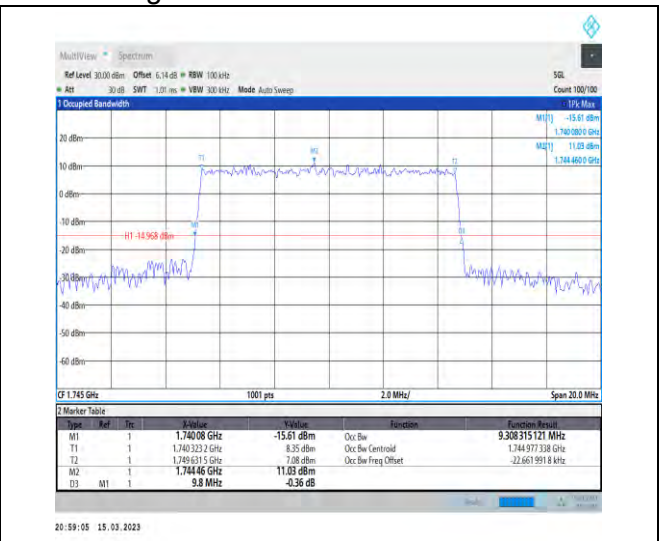 MultiView Spectrum
Ref Level 30.00 dBm Offset 6.14 dB RBW 100 kHz SGL
Att 30 dB SWT 1.01 ms VBW 300 kHz Mode Auto Sweep Count 100/100
1 Occupied Bandwidth 1Pk Max
M1[1] -15.61 dBm
1.740 080 0 GHz
20 dBm
M2[1] 11.03 dBm
1.744 460 0 GHz
T1 M2 T2
10 dBm
0 dBm
-10 dBm
M1 D3
H1 -14.968 dBm
-20 dBm
-30 dBm
-40 dBm
-50 dBm
-60 dBm
CF 1.745 GHz 1001 pts 2.0 MHz/ Span 20.0 MHz
2 Marker Table
Type Ref Trc X-Value Y-Value Function Function Result
M1 1 1.740 08 GHz -15.61 dBm Occ Bw 9.308 315 121 MHz
T1 1 1.740 323 2 GHz 8.35 dBm Occ Bw Centroid 1.744 977 338 GHz
T2 1 1.749 631 5 GHz 7.08 dBm Occ Bw Freq Offset -22.661 991 8 kHz
M2 1 1.744 46 GHz 11.03 dBm
D3 M1 1 9.8 MHz -0.36 dB
20:59:05 15.03.2023